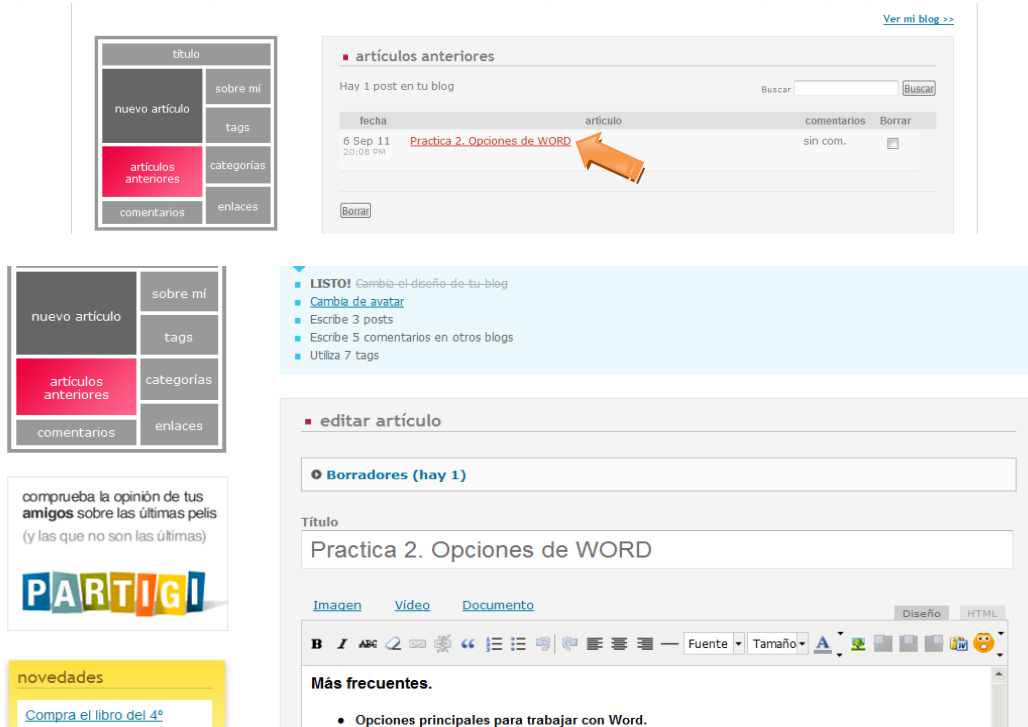 Ver mi blog >>
título
nuevo artículo
sobre mí
tags
artículos
anteriores
categorías
comentarios
enlaces
artículos anteriores
Hay 1 post en tu blog
Buscar
Buscar
fecha artículo comentarios Borrar
6 Sep 11 Practica 2. Opciones de WORD sin com.
20:08 PM
Borrar
nuevo artículo
sobre mí
tags
artículos
anteriores
categorías
comentarios
enlaces
LISTO! Cambia el diseño de tu blog
Cambia de avatar
Escribe 3 posts
Escribe 5 comentarios en otros blogs
Utiliza 7 tags
comprueba la opinión de tus
amigos sobre las últimas pelis
(y las que no son las últimas)
PARTIGI
novedades
Compra el libro del 4º
editar artículo
Borradores (hay 1)
Título
Practica 2. Opciones de WORD
Imagen Vídeo Documento
Diseño HTML
B I ABC Fuente Tamaño A
Más frecuentes.
• Opciones principales para trabajar con Word.